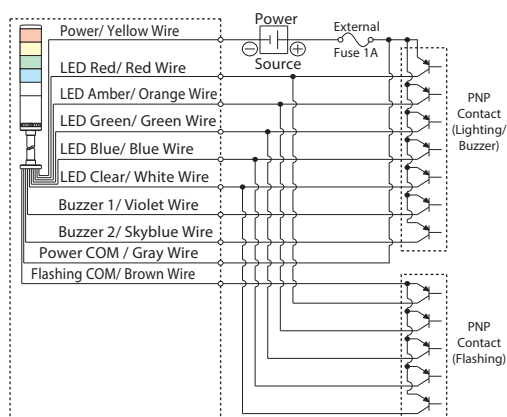 Power
Power/ Yellow Wire
External
Fuse 1A
Source
LED Red/ Red Wire
LED Amber/ Orange Wire
LED Green/ Green Wire
LED Blue/ Blue Wire
LED Clear/ White Wire
Buzzer 1/ Violet Wire
Buzzer 2/ Skyblue Wire
Power COM / Gray Wire
Flashing COM/ Brown Wire
PNP
Contact
(Lighting/
Buzzer)
PNP
Contact
(Flashing)